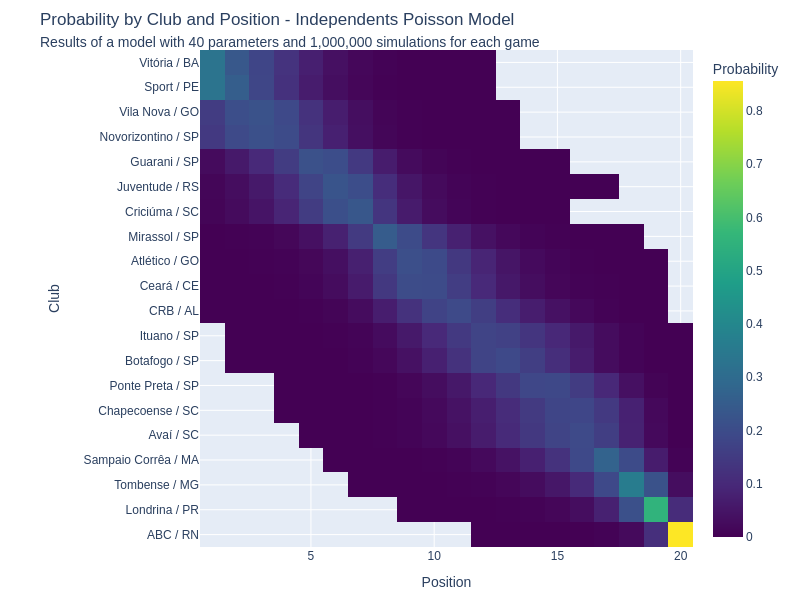 Probability by Club and Position - Independents Poisson Model
Results of a model with 40 parameters and 1,000,000 simulations for each game
Probability
Vitória / BA
Sport / PE
Vila Nova / GO
Novorizontino / SP
Guarani / SP
Juventude / RS
Criciúma / SC
Mirassol / SP
Atlético / GO
Ceará / CE
CRB / AL
Ituano / SP
Botafogo / SP
Ponte Preta / SP
Chapecoense / SC
Avaí / SC
Sampaio Corrêa / MA
Tombense / MG
Londrina / PR
ABC / RN
Club
5
10
15
20
Position
0.8
0.7
0.6
0.5
0.4
0.3
0.2
0.1
0